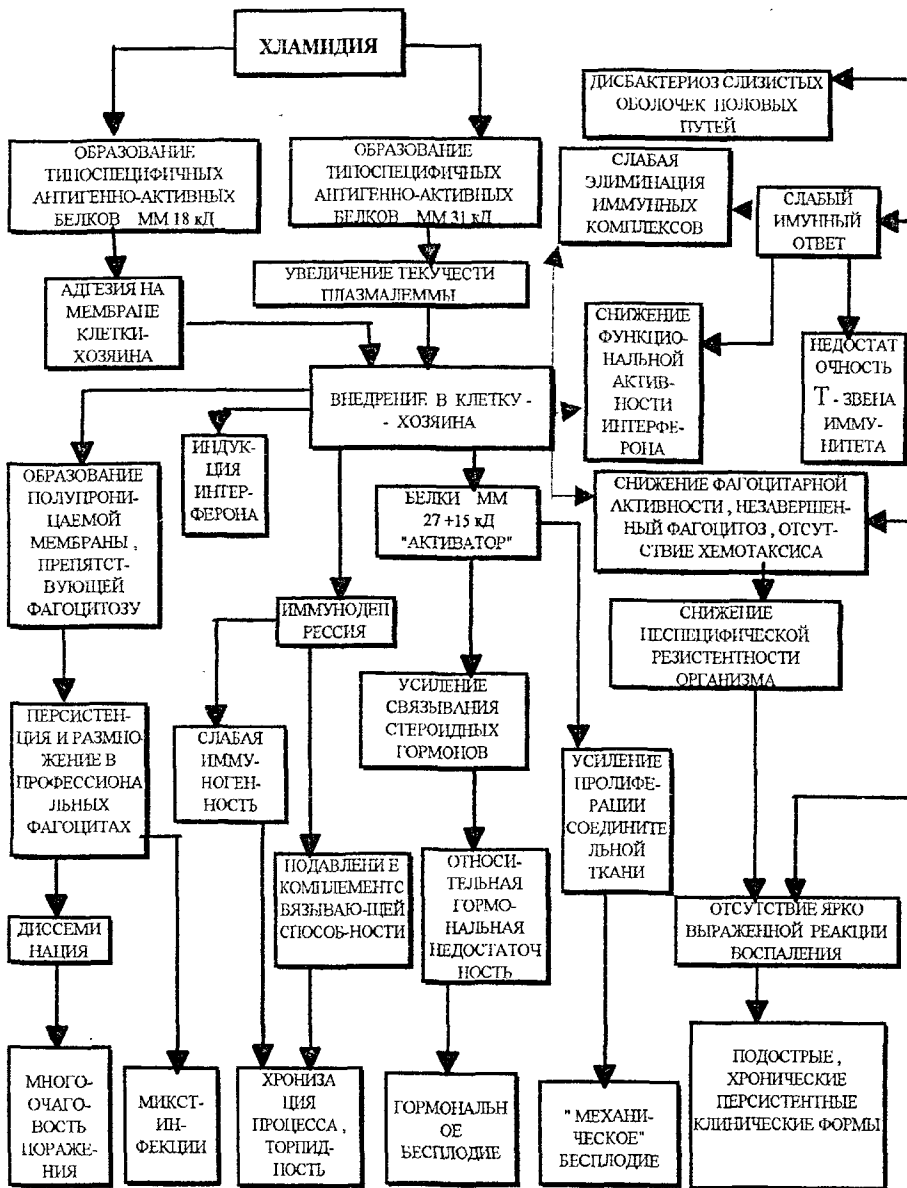 ХЛАМИДИЯ
ДИСБАКТЕРИОЗ СЛИЗИСТЫХ
ОБОЛОЧЕК ПОЛОВЫХ
ПУТЕЙ
ОБРАЗОВАНИЕ
ТИПОСПЕЦИФИЧНЫХ
АНТИГЕННО-АКТИВНЫХ
БЕЛКОВ ММ 18 кД
ОБРАЗОВАНИЕ
ТИПОСПЕЦИФИЧНЫХ
АНТИГЕННО-АКТИВНЫХ
БЕЛКОВ ММ 31 кД
СЛАБАЯ
ЭЛИМИНАЦИЯ
ИММУННЫХ
КОМПЛЕКСОВ
СЛАБЫЙ
ИМУННЫЙ
ОТВЕТ
АДГЕЗИЯ НА
МЕМБРАНЕ
КЛЕТКИ-
ХОЗЯИНА
УВЕЛИЧЕНИЕ ТЕКУЧЕСТИ
ПЛАЗМАЛЕММЫ
СНИЖЕНИЕ
ФУНКЦИО-
НАЛЬНОЙ
АКТИВ-
НОСТИ
ИНТЕРФЕ-
РОНА
НЕДОСТАТ
ОЧНОСТЬ
Т - ЗВЕНА
ИММУ-
НИТЕТА
ВНЕДРЕНИЕ В КЛЕТКУ -
- ХОЗЯИНА
ИНДУК-
ЦИЯ
ИНТЕР-
ФЕРОНА
ОБРАЗОВАНИЕ
ПОЛУПРОНИ-
ЦАЕМОЙ
МЕМБРАНЫ ,
ПРЕПЯТСТ-
ВУЮЩЕЙ
ФАГОЦИТОЗУ
БЕЛКИ ММ
27 +15 кД
"АКТИВАТОР"
СНИЖЕНИЕ ФАГОЦИТАРНОЙ
АКТИВНОСТИ , НЕЗАВЕРШЕН-
НЫЙ ФАГОЦИТОЗ , ОТСУТ-
СТВИЕ ХЕМОТАКСИСА
ИММУНОДЕП
РЕССИЯ
СНИЖЕНИЕ
НЕСПЕЦИФИЧЕСКОЙ
РЕЗИСТЕНТНОСТИ
ОРГАНИЗМА
ПЕРСИСТЕН-
ЦИЯ И РАЗМНО-
ЖЕНИЕ В
ПРОФЕССИОНА
ЛЬНЫХ
ФАГОЦИТАХ
СЛАБАЯ
ИММУ-
НОГЕН-
НОСТЬ
УСИЛЕНИЕ
СВЯЗЫВАНИЯ
СТЕРОИДНЫХ
ГОРМОНОВ
УСИЛЕНИЕ
ПРОЛИФЕ-
РАЦИИ
СОЕДИНИТЕ
ЛЬНОЙ
ТКАНИ
ПОДАВЛЕНИ Е
КОМПЛЕМЕНТС
ВЯЗЫВАЮ-ЩЕЙ
СПОСОБ-НОСТИ
ОТНОСИ-
ТЕЛЬНАЯ
ГОРМО-
НАЛЬНАЯ
НЕДОСТАТОЧ
НОСТЬ
ОТСУТСТВИЕ ЯРКО
ВЫРАЖЕННОЙ РЕАКЦИИ
ВОСПАЛЕНИЯ
ДИССЕМИ
НАЦИЯ
МНОГО-
ОЧАГО-
ВОСТЬ
ПОРАЖЕ-
НИЯ
МИКСТ-
ИН-
ФЕКЦИИ
ХРОНИЗА
ЦИЯ
ПРОЦЕССА ,
ТОРПИД-
НОСТЬ
ГОРМОНАЛЬН
ОЕ
БЕСПЛОДИЕ
" МЕХАНИ-
ЧЕСКОЕ"
БЕСПЛОДИЕ
ПОДОСТРЫЕ ,
ХРОНИЧЕСКИЕ
ПЕРСИСТЕНТНЫЕ
КЛИНИЧЕСКИЕ ФОРМЫ